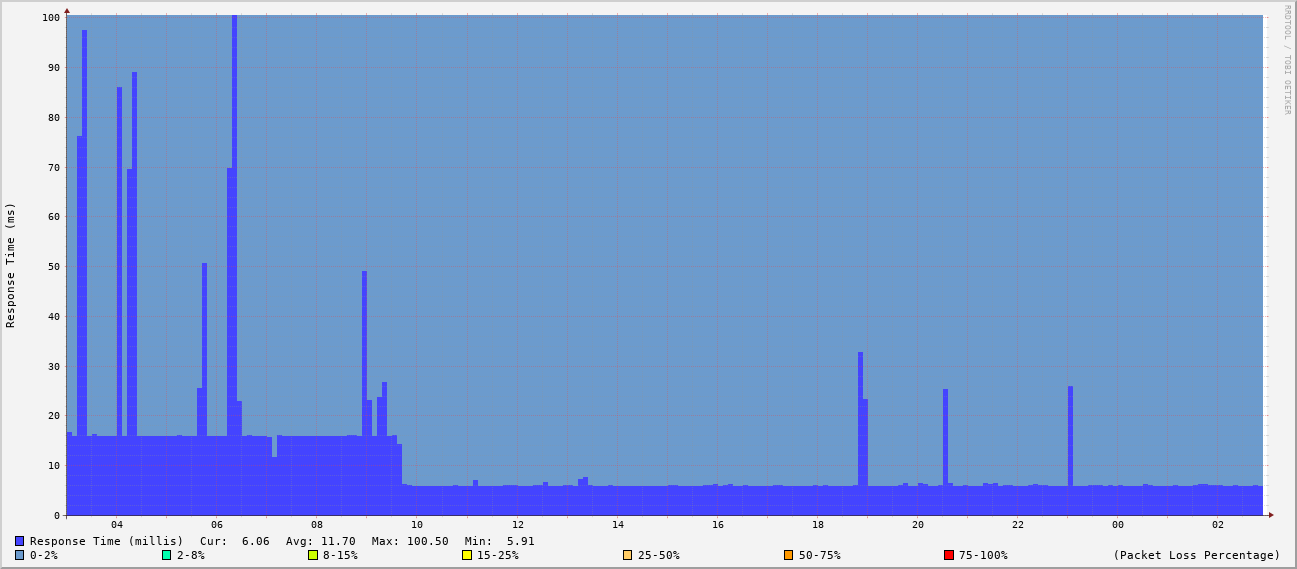 RRDTOOL / TOBI OETIKER
Response Time (ms)
100
90
80
70
60
50
40
30
20
10
0
04 06 08 10 12 14 16 18 20 22 00 02
Response Time (millis) Cur: 6.06 Avg: 11.70 Max: 100.50 Min: 5.91
0-2% 2-8% 8-15% 15-25% 25-50% 50-75% 75-100% (Packet Loss Percentage)